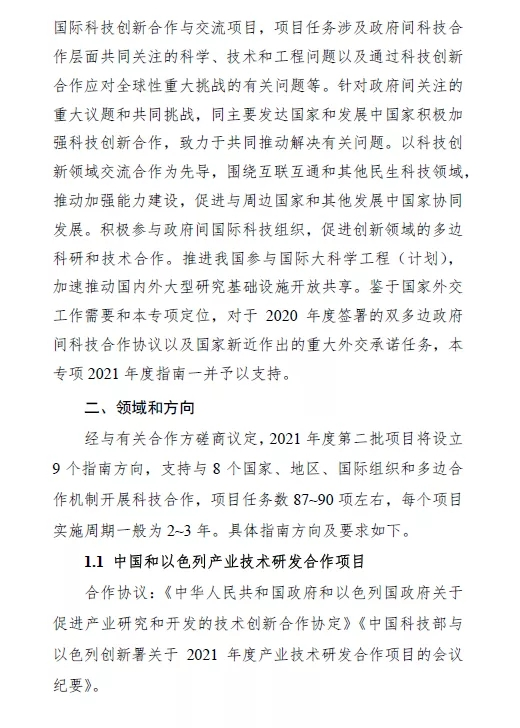 国际科技创新合作与交流项目，项目任务涉及政府间科技合
作层面共同关注的科学、技术和工程问题以及通过科技创新
合作应对全球性重大挑战的有关问题等。针对政府间关注的
重大议题和共同挑战，同主要发达国家和发展中国家积极加
强科技创新合作，致力于共同推动解决有关问题。以科技创
新领域交流合作为先导，围绕互联互通和其他民生科技领域，
推动加强能力建设，促进与周边国家和其他发展中国家协同
发展。积极参与政府间国际科技组织，促进创新领域的多边
科研和技术合作。推进我国参与国际大科学工程（计划），
加速推动国内外大型研究基础设施开放共享。鉴于国家外交
工作需要和本专项定位，对于 2020 年度签署的双多边政府
间科技合作协议以及国家新近作出的重大外交承诺任务，本
专项 2021 年度指南一并予以支持。
二、领域和方向
经与有关合作方磋商议定，2021 年度第二批项目将设立
9 个指南方向，支持与 8 个国家、地区、国际组织和多边合
作机制开展科技合作，项目任务数 87~90 项左右，每个项目
实施周期一般为 2~3 年。具体指南方向及要求如下。
1.1 中国和以色列产业技术研发合作项目
合作协议：《中华人民共和国政府和以色列国政府关于
促进产业研究和开发的技术创新合作协定》《中国科技部与
以色列创新署关于 2021 年度产业技术研发合作项目的会议
纪要》。